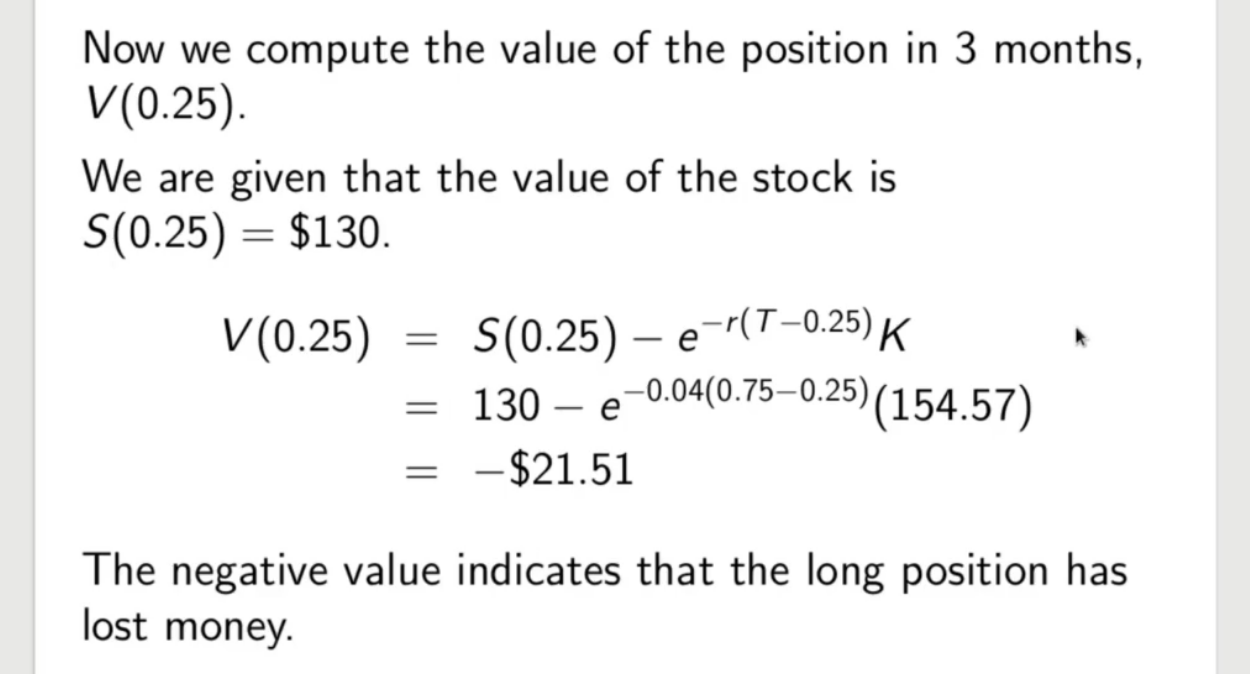 Now we compute the value of the position in 3 months,
V(0.25).
We are given that the value of the stock is
S(0.25) = $130.
V(0.25) = S(0.25) − e^{−r(T−0.25)}K
= 130 − e^{−0.04(0.75−0.25)}(154.57)
= −$21.51
The negative value indicates that the long position has
lost money.